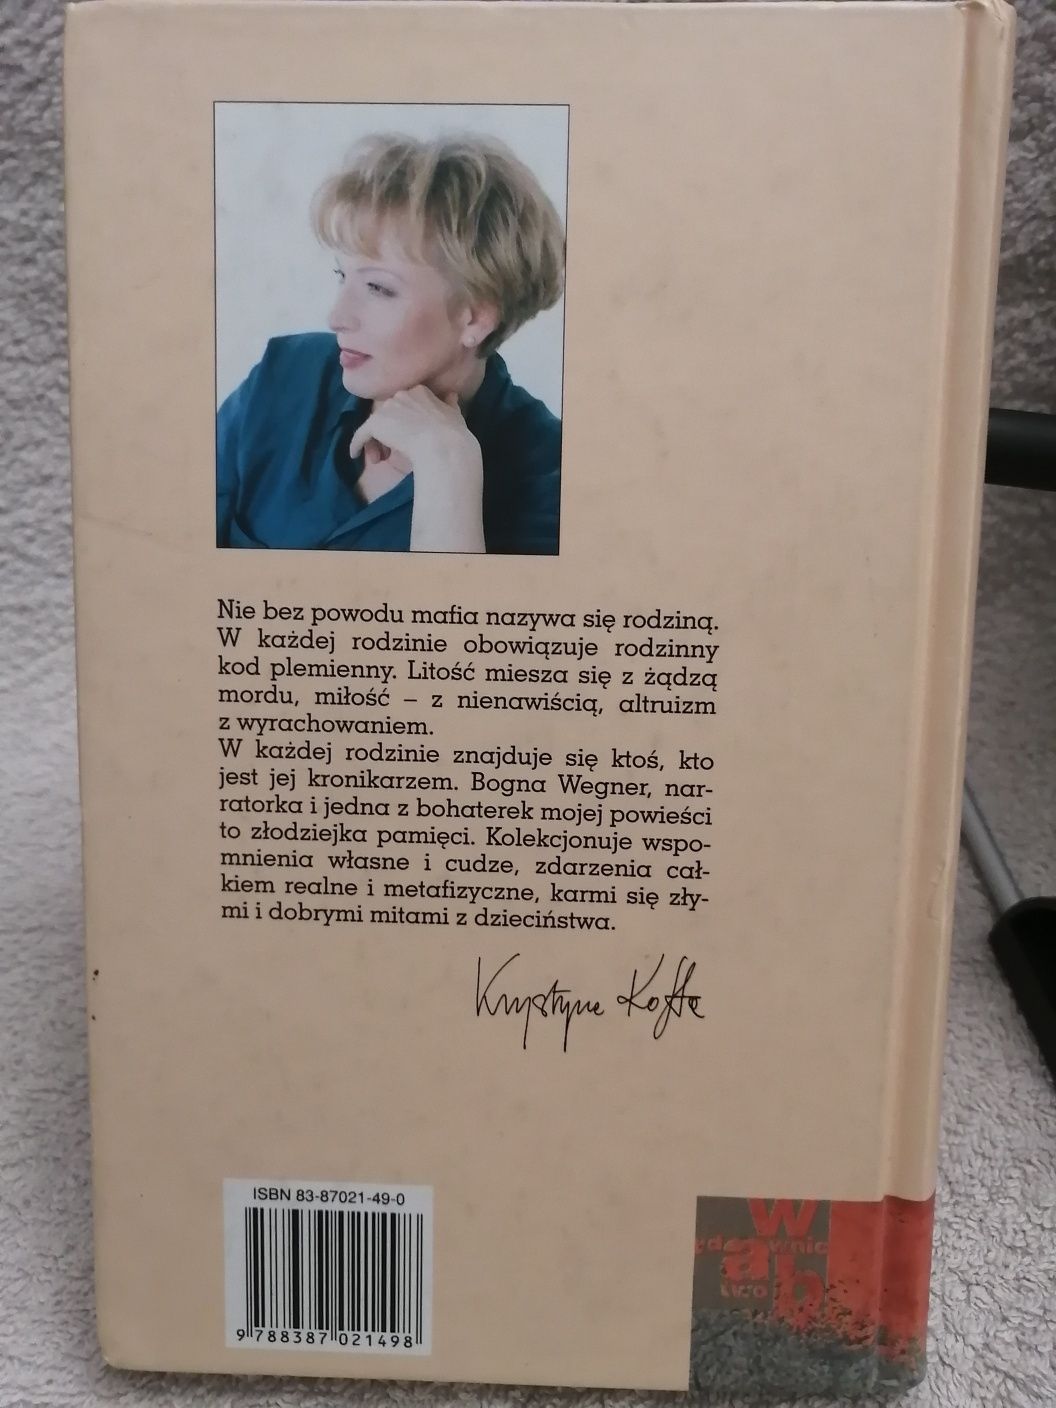 Nie bez powodu mafia nazywa się rodziną.
W każdej rodzinie obowiązuje rodzinny
kod plemienny. Litość miesza się z żądzą
mordu, miłość – z nienawiścią, altruizm
z wyrachowaniem.
W każdej rodzinie znajduje się ktoś, kto
jest jej kronikarzem. Bogna Wegner, nar-
ratorka i jedna z bohaterek mojej powieści
to złodziejka pamięci. Kolekcjonuje wspo-
mnienia własne i cudze, zdarzenia cał-
kiem realne i metafizyczne, karmi się zły-
mi i dobrymi mitami z dzieciństwa.
Krystyna Kofta
ISBN 83-87021-49-0
9 788387 021498
w
wnic
a
b